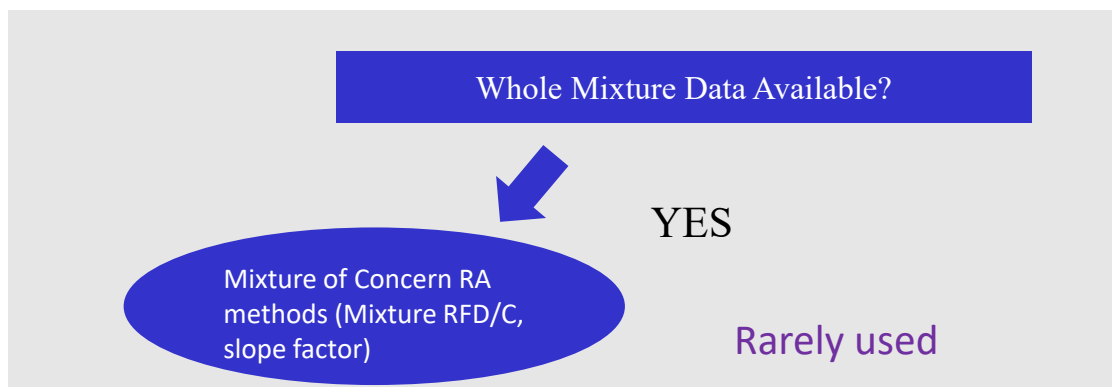 Whole Mixture Data Available?
YES
Mixture of Concern RA
methods (Mixture RFD/C,
slope factor)
Rarely used